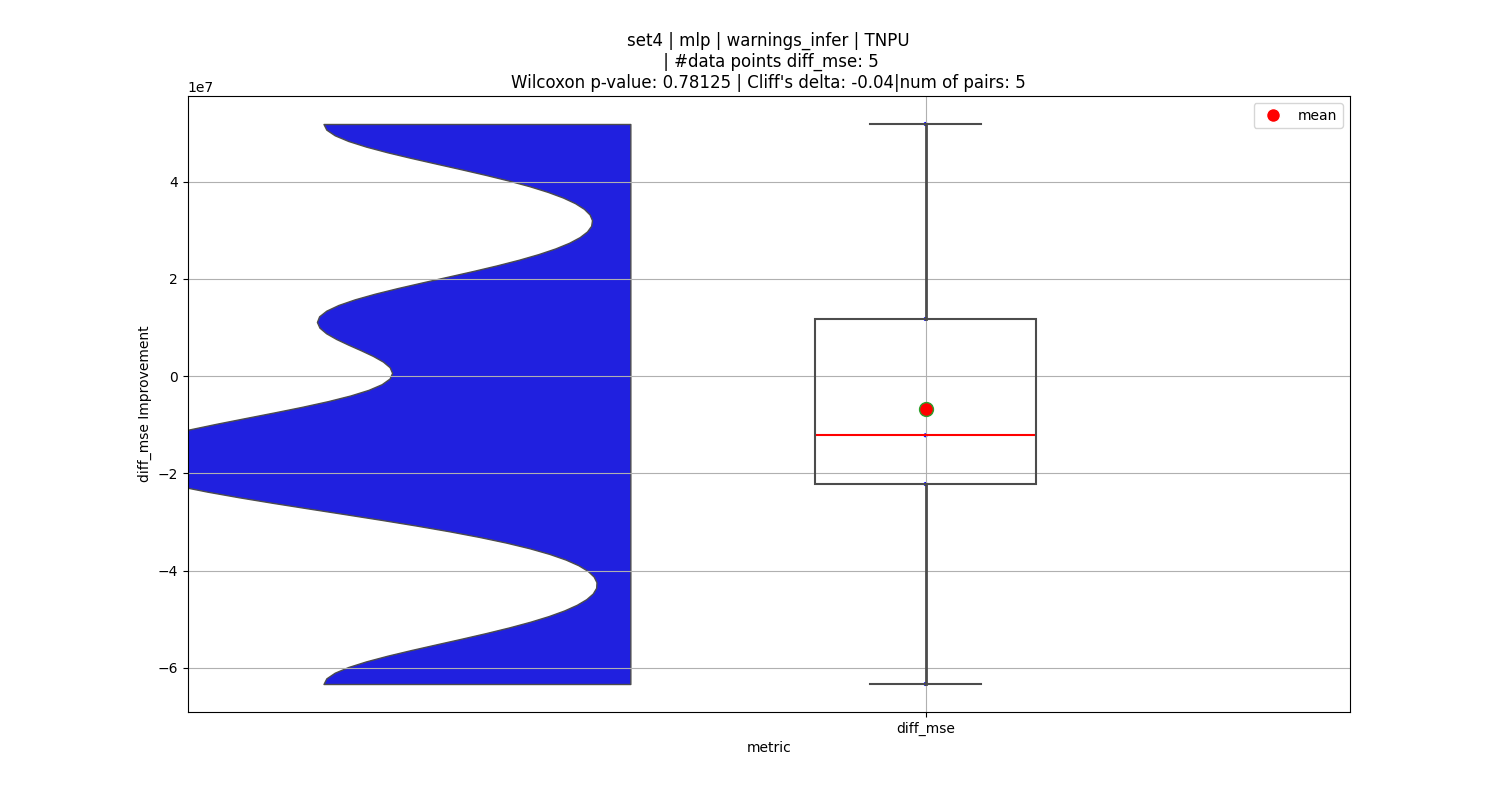 set4 | mlp | warnings_infer | TNPU
| #data points diff_mse: 5
Wilcoxon p-value: 0.78125 | Cliff's delta: -0.04|num of pairs: 5
1e7
mean
4
2
0
−2
−4
−6
diff_mse Improvement
diff_mse
metric